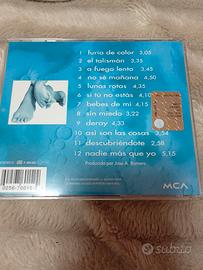 1 furia de color 3,05
2 el talismán 3,35
3 a fuego lento 3,45
4 no sé mañana 4,50
5 lunas rotas 4,35
6 si tú no estás 4,10
7 bebes de mi 4,15
8 sin miedo 3,22
9 deray 4,33
10 asi son las cosas 3,54
11 descubriéndote 3,58
12 nadie más que yo 5,15
Producido por José A. Romero
MCA
Subito